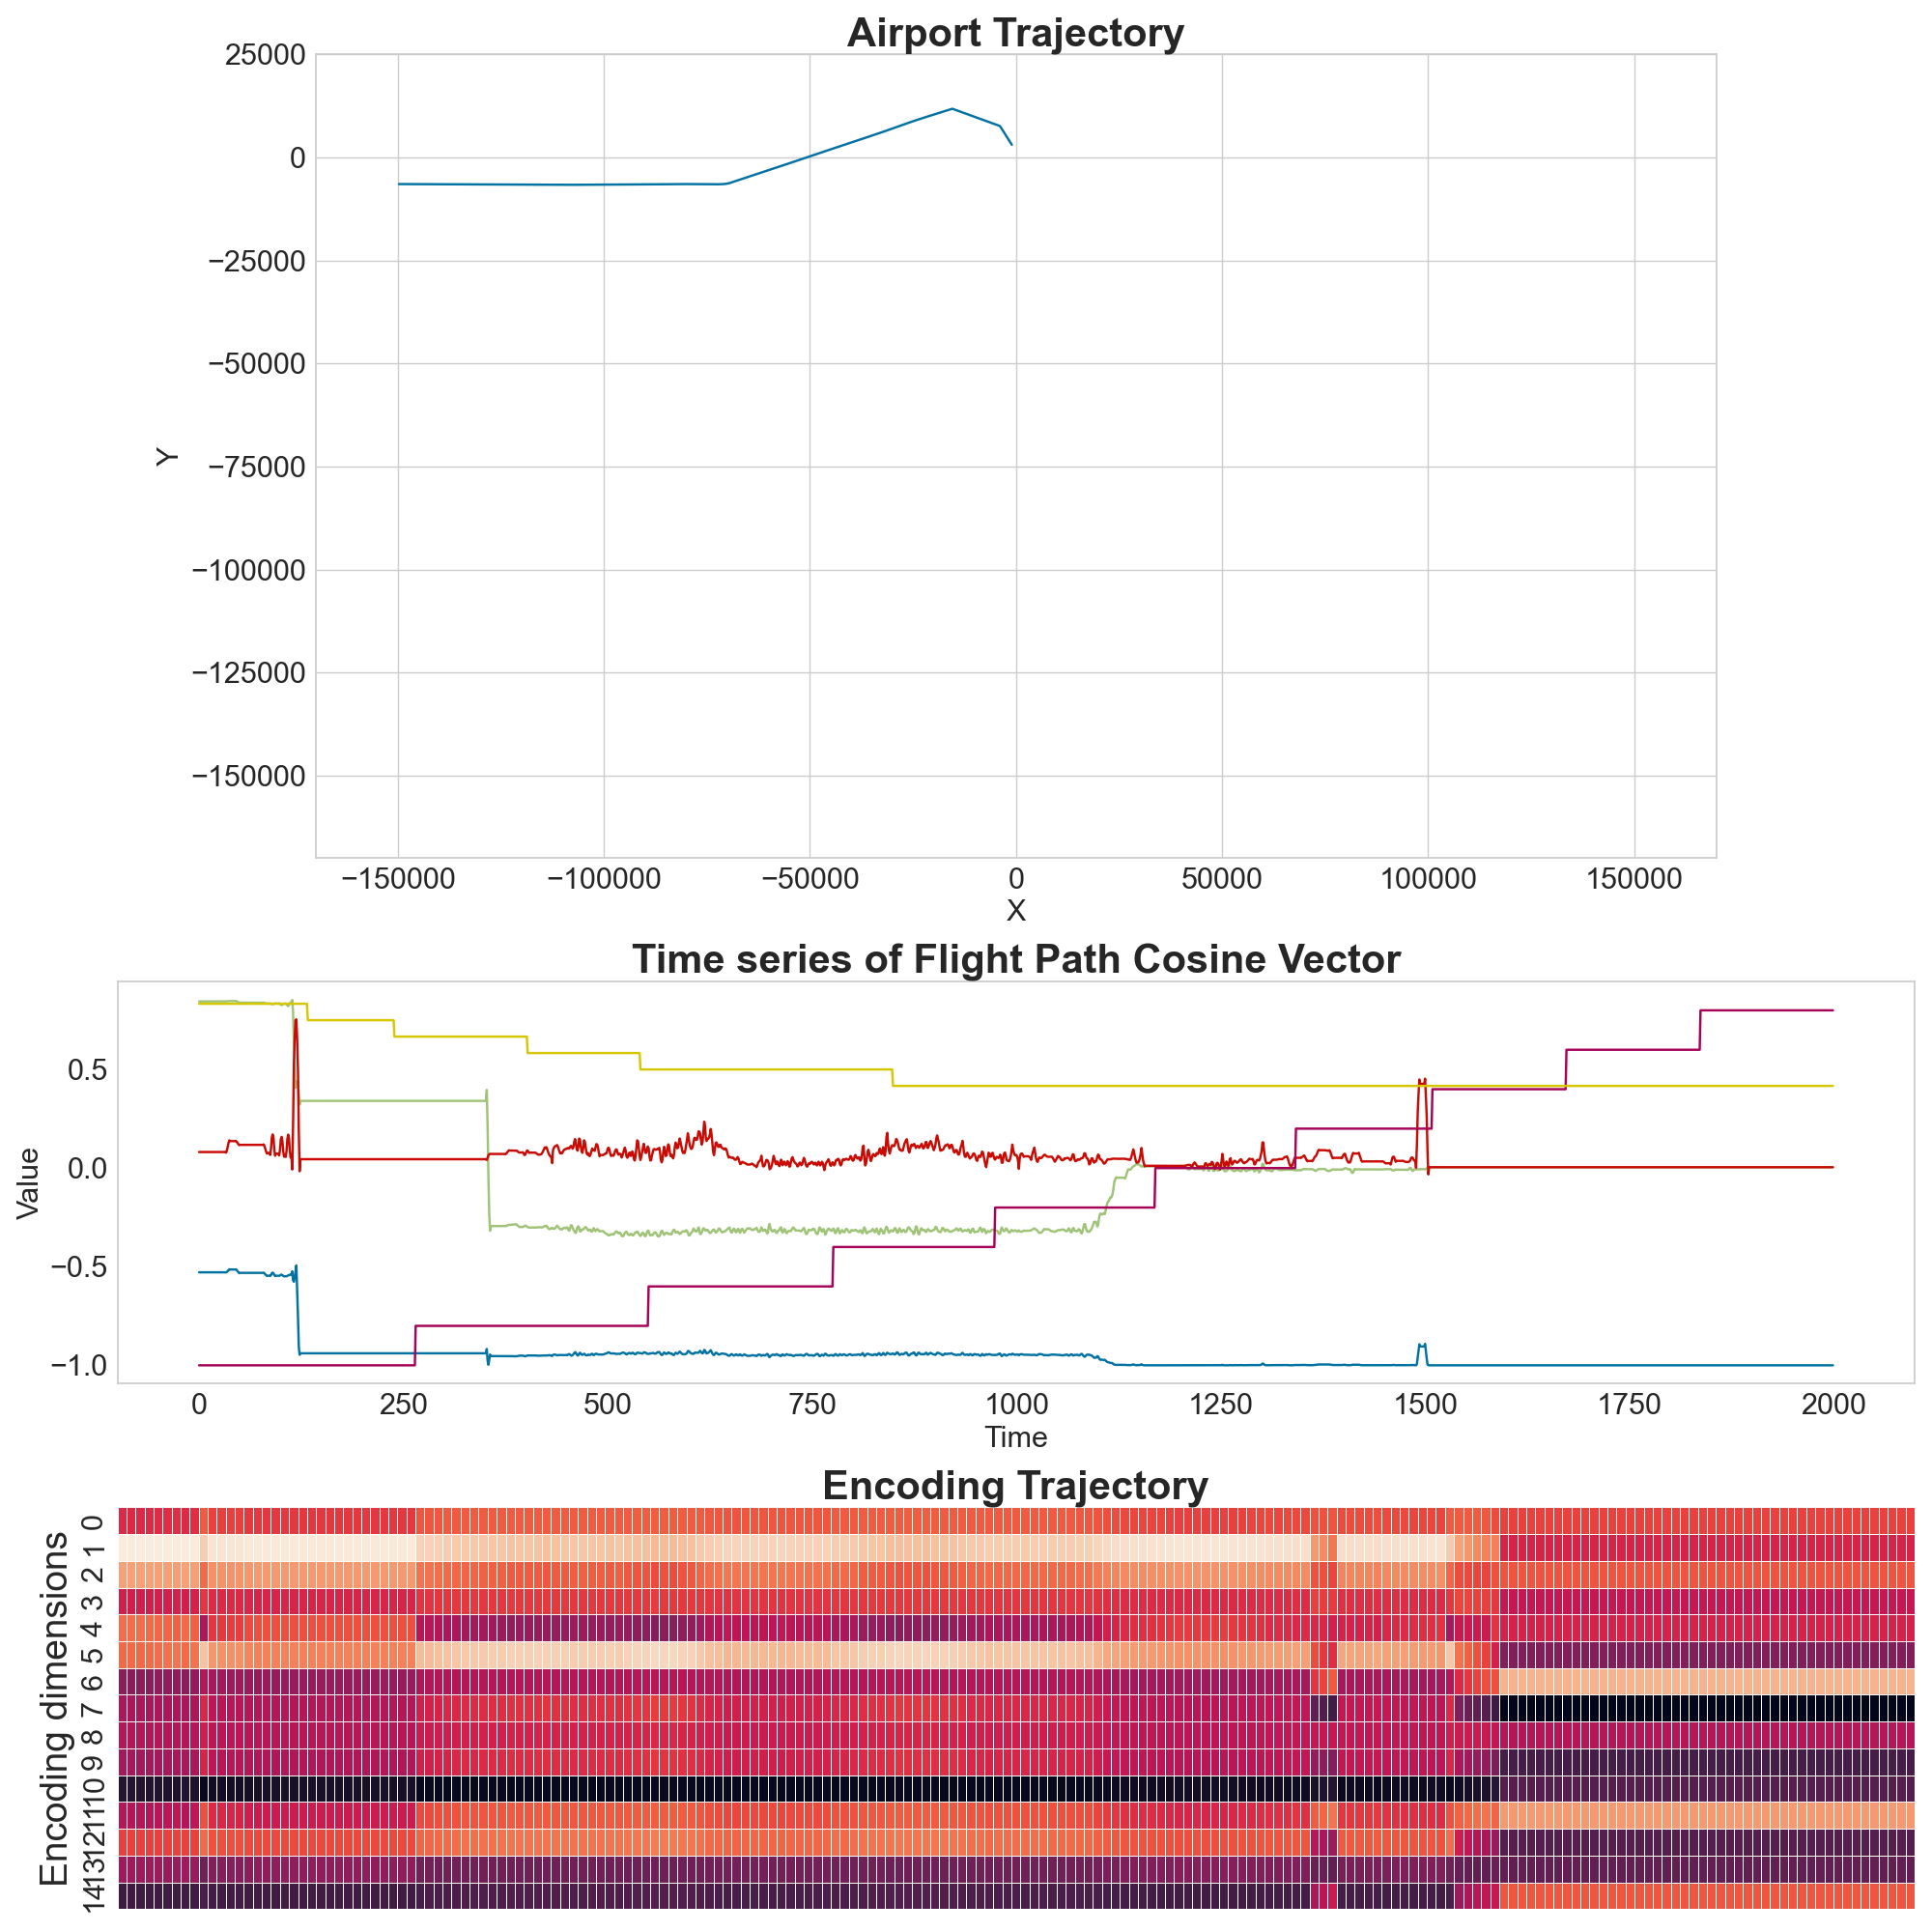 Airport Trajectory
25000
0
−25000
−50000
−75000
−100000
−125000
−150000
Y
−150000 −100000 −50000 0 50000 100000 150000
X
Time series of Flight Path Cosine Vector
0.5
0.0
−0.5
−1.0
Value
0 250 500 750 1000 1250 1500 1750 2000
Time
Encoding Trajectory
Encoding dimensions
0
1
2
3
4
5
6
7
8
9
10
11
12
13
14